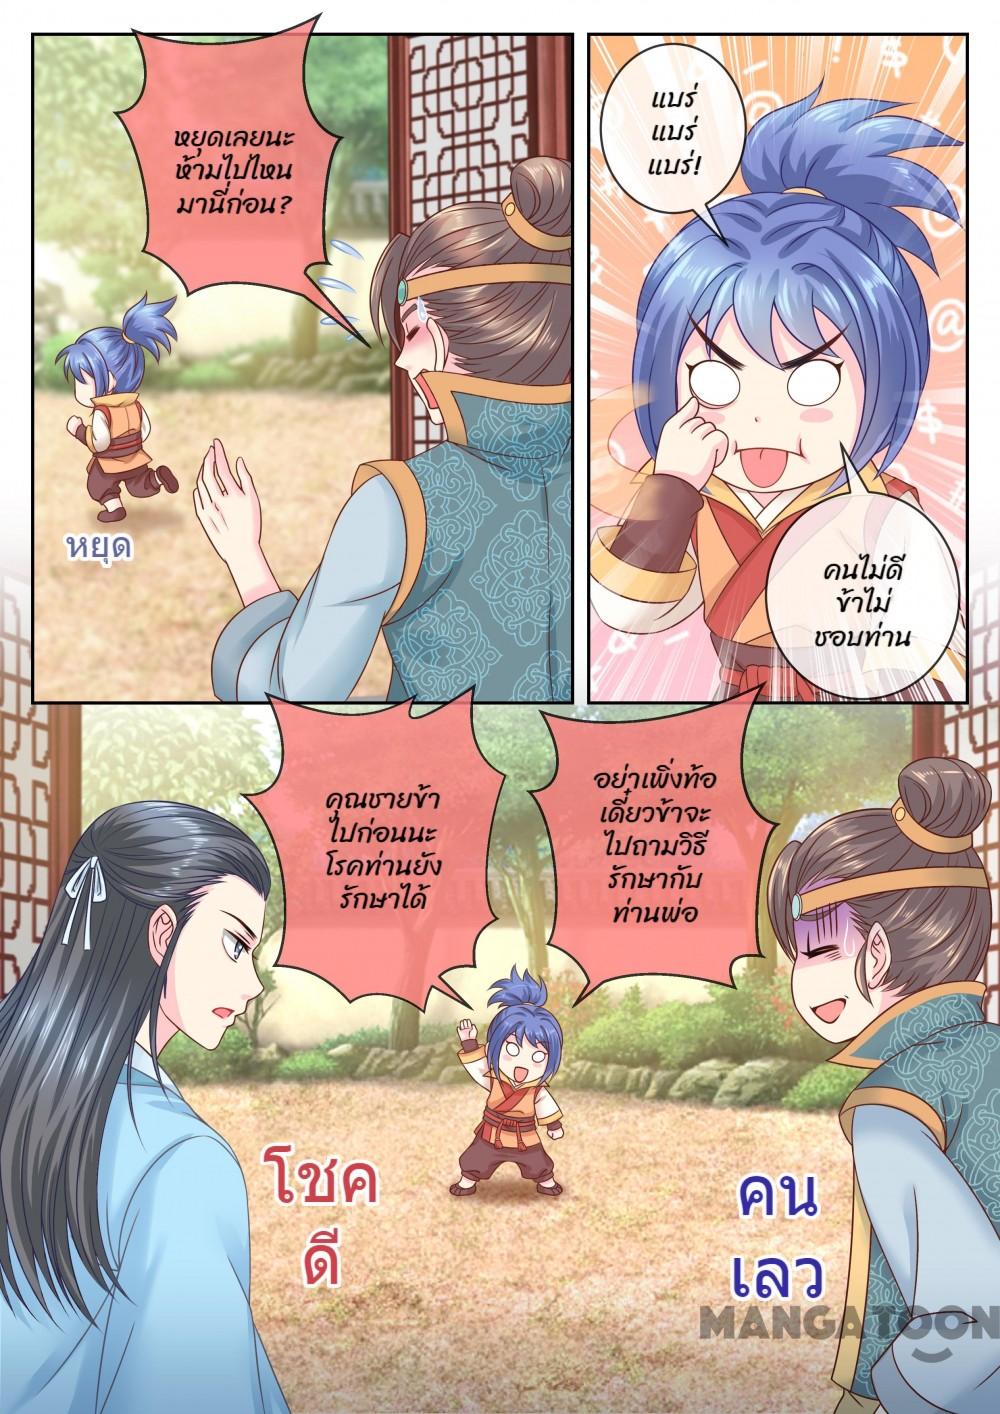 หยุดเลยนะ
ห้ามไปไหน
มานี่ก่อน?
หยุด
แบร่
แบร่
แบร่!
คนไม่ดี
ข้าไม่
ชอบท่าน
คุณชายข้า
ไปก่อนนะ
โรคท่านยัง
รักษาได้
อย่าเพิ่งท้อ
เดี๋ยวข้าจะ
ไปถามวิธี
รักษากับ
ท่านพ่อ
โชค
ดี
คน
เลว
MANGATOON